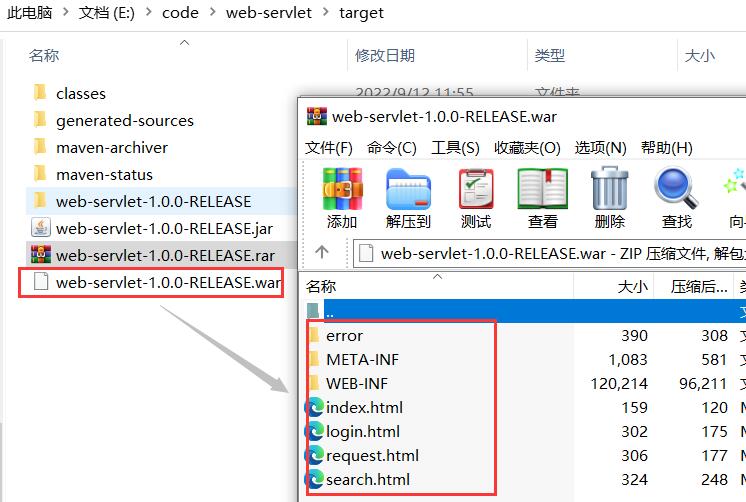 此电脑 > 文档 (E:) > code > web-servlet > target
名称 修改日期 类型 大小
classes 2022/9/12 11:55 文件夹
generated-sources
maven-archiver
maven-status
web-servlet-1.0.0-RELEASE
web-servlet-1.0.0-RELEASE.jar
web-servlet-1.0.0-RELEASE.rar
web-servlet-1.0.0-RELEASE.war
web-servlet-1.0.0-RELEASE.war
文件(F) 命令(C) 工具(S) 收藏夹(O) 选项(N) 帮助(H)
添加 解压到 测试 查看 删除 查找 向
web-servlet-1.0.0-RELEASE.war - ZIP 压缩文件, 解包
名称 大小 压缩后...
..
error 390 308
META-INF 1,083 581
WEB-INF 120,214 96,211
index.html 159 120
login.html 302 175
request.html 306 177
search.html 324 248